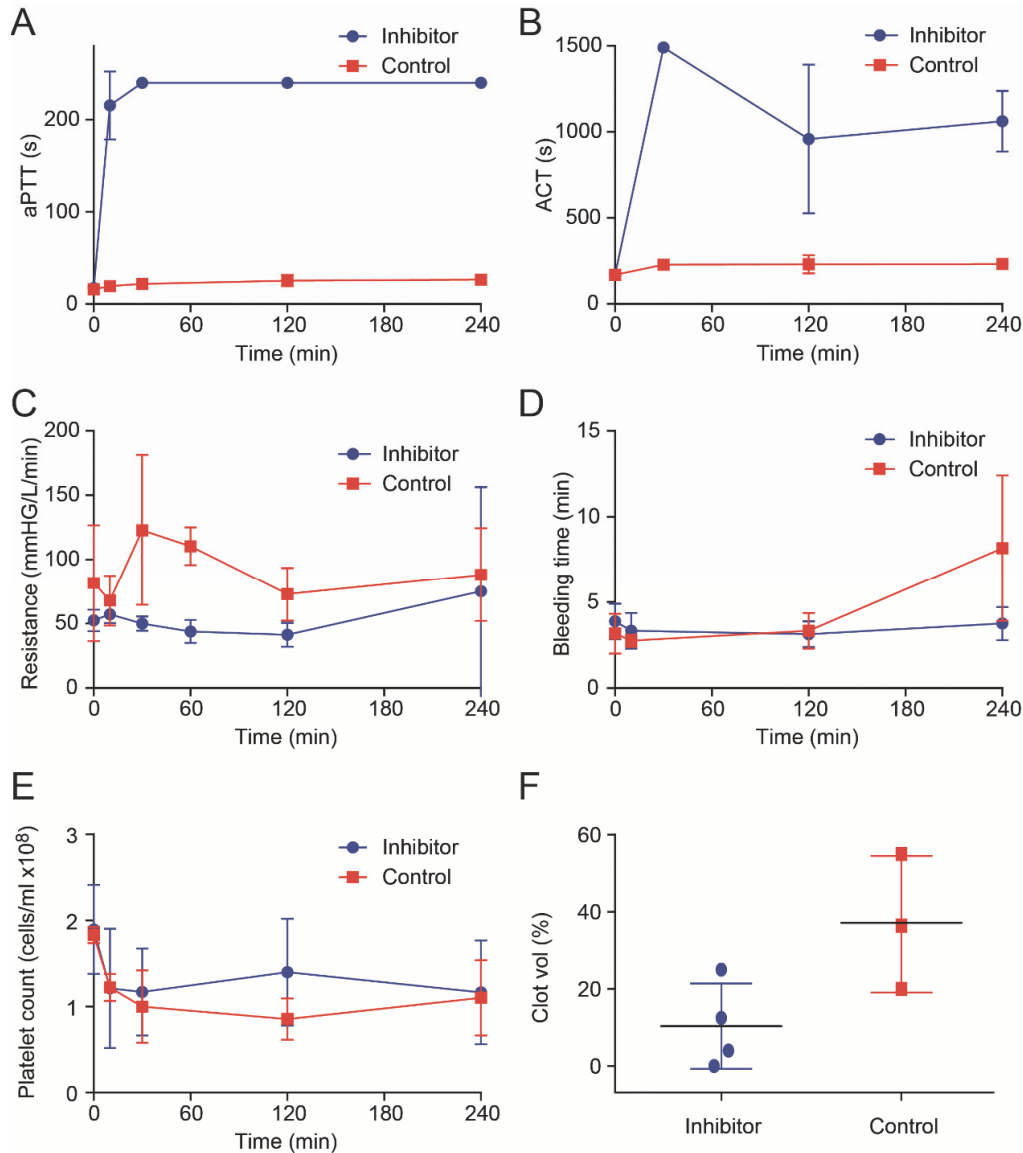 A
Inhibitor
Control
200
100
0
aPTT (s)
0 60 120 180 240
Time (min)
B
Inhibitor
Control
1500
1000
500
0
ACT (s)
0 60 120 180 240
Time (min)
C
Inhibitor
Control
200
150
100
50
0
Resistance (mmHG/L/min)
0 60 120 180 240
Time (min)
D
Inhibitor
Control
15
10
5
0
Bleeding time (min)
0 60 120 180 240
Time (min)
E
Inhibitor
Control
3
2
1
0
Platelet count (cells/ml x10⁸)
0 60 120 180 240
Time (min)
F
60
40
20
0
Clot vol (%)
Inhibitor Control